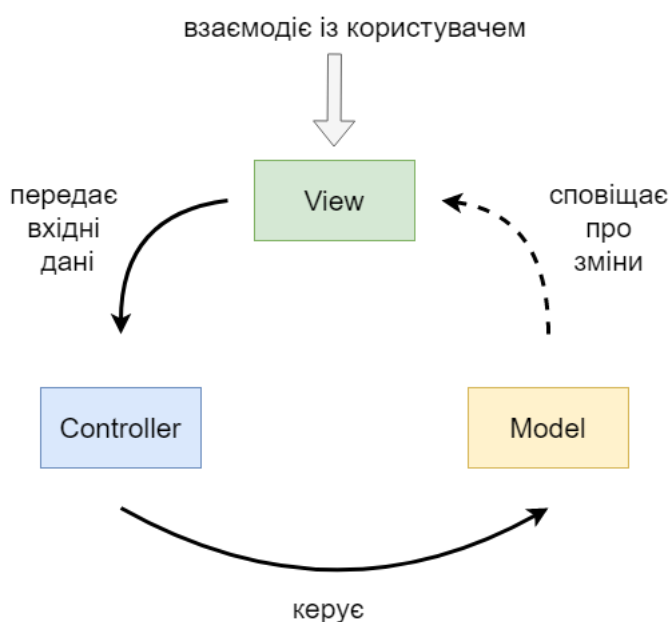 взаємодіє із користувачем
View
передає
вхідні
дані
сповіщає
про
зміни
Controller
Model
керує